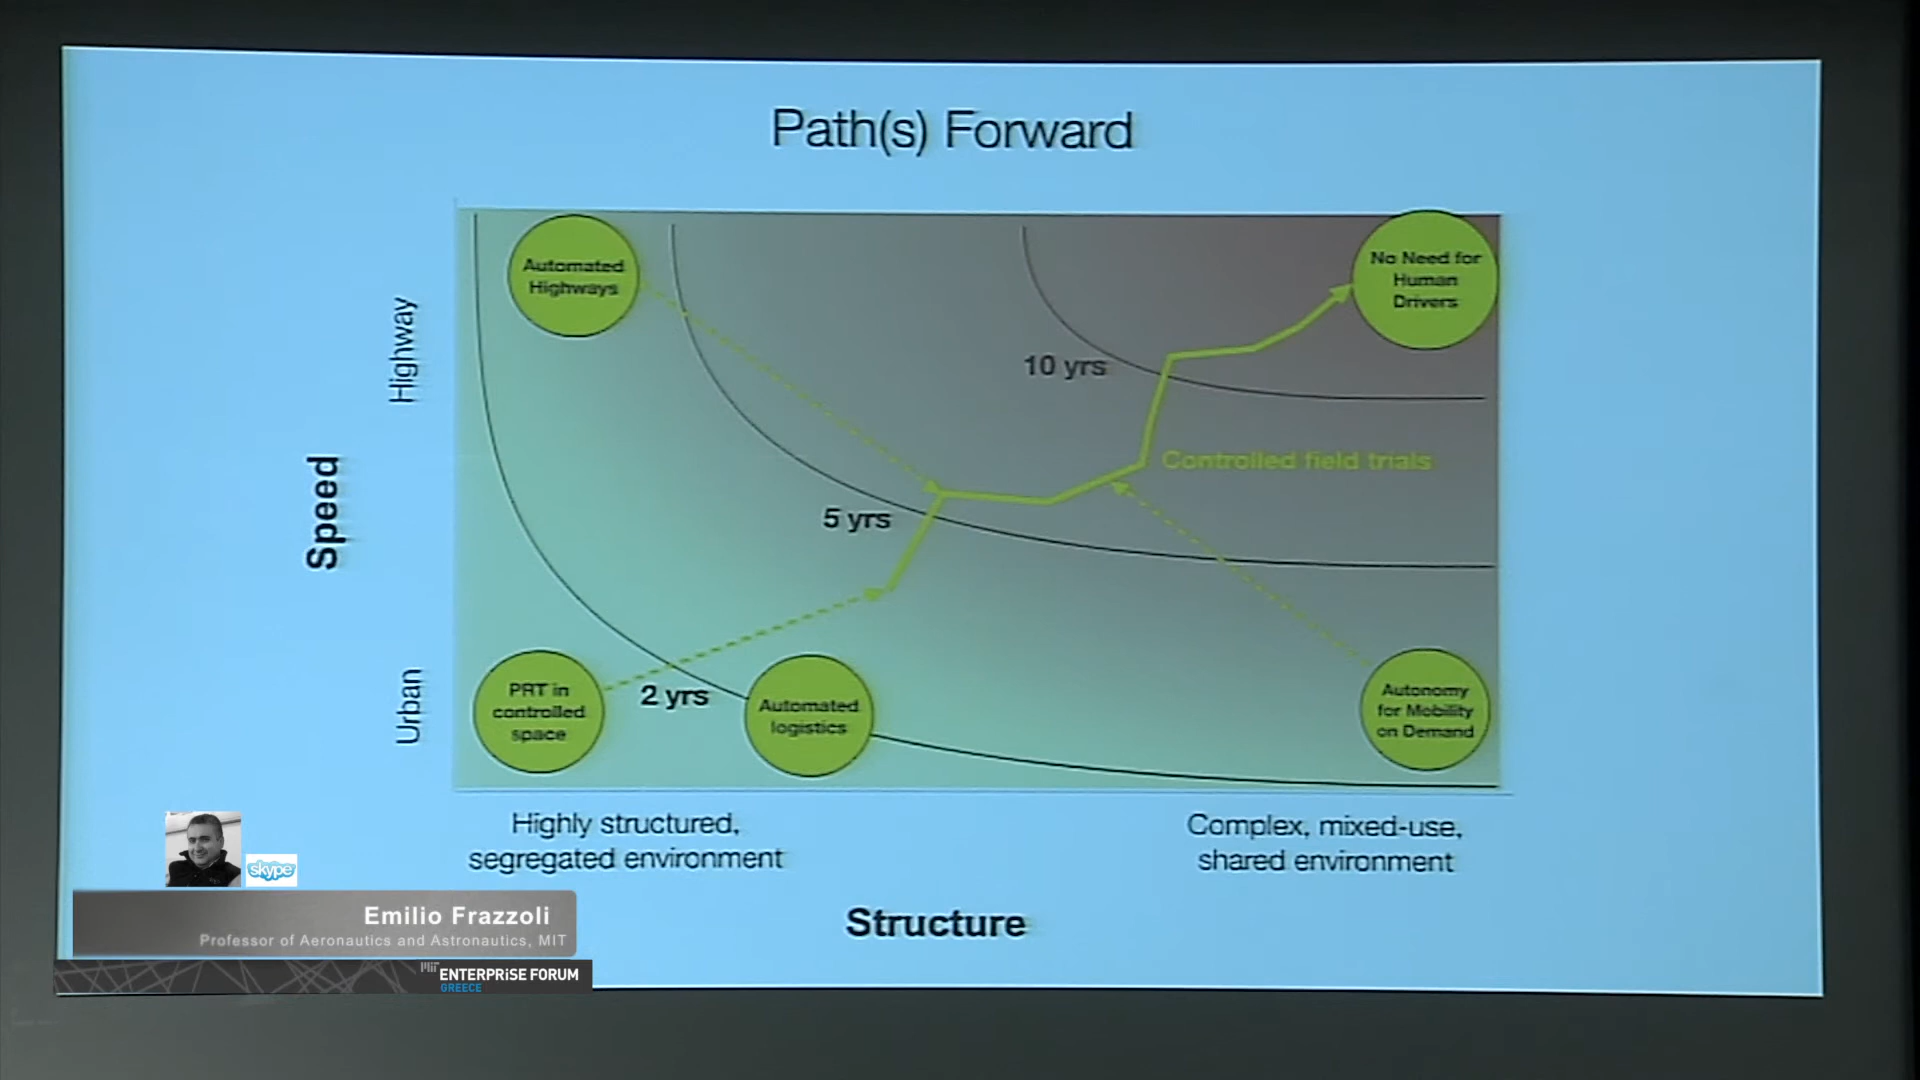 Path(s) Forward
Automated
Highways
No Need for
Human
Drivers
Highway
10 yrs
Controlled field trials
Speed
5 yrs
Urban
PRT in
controlled
space
2 yrs
Automated
logistics
Autonomy
for Mobility
on Demand
Highly structured,
segregated environment
Complex, mixed-use,
shared environment
Structure
skype
Emilio Frazzoli
Professor of Aeronautics and Astronautics, MIT
MIT
ENTERPRISE FORUM
GREECE